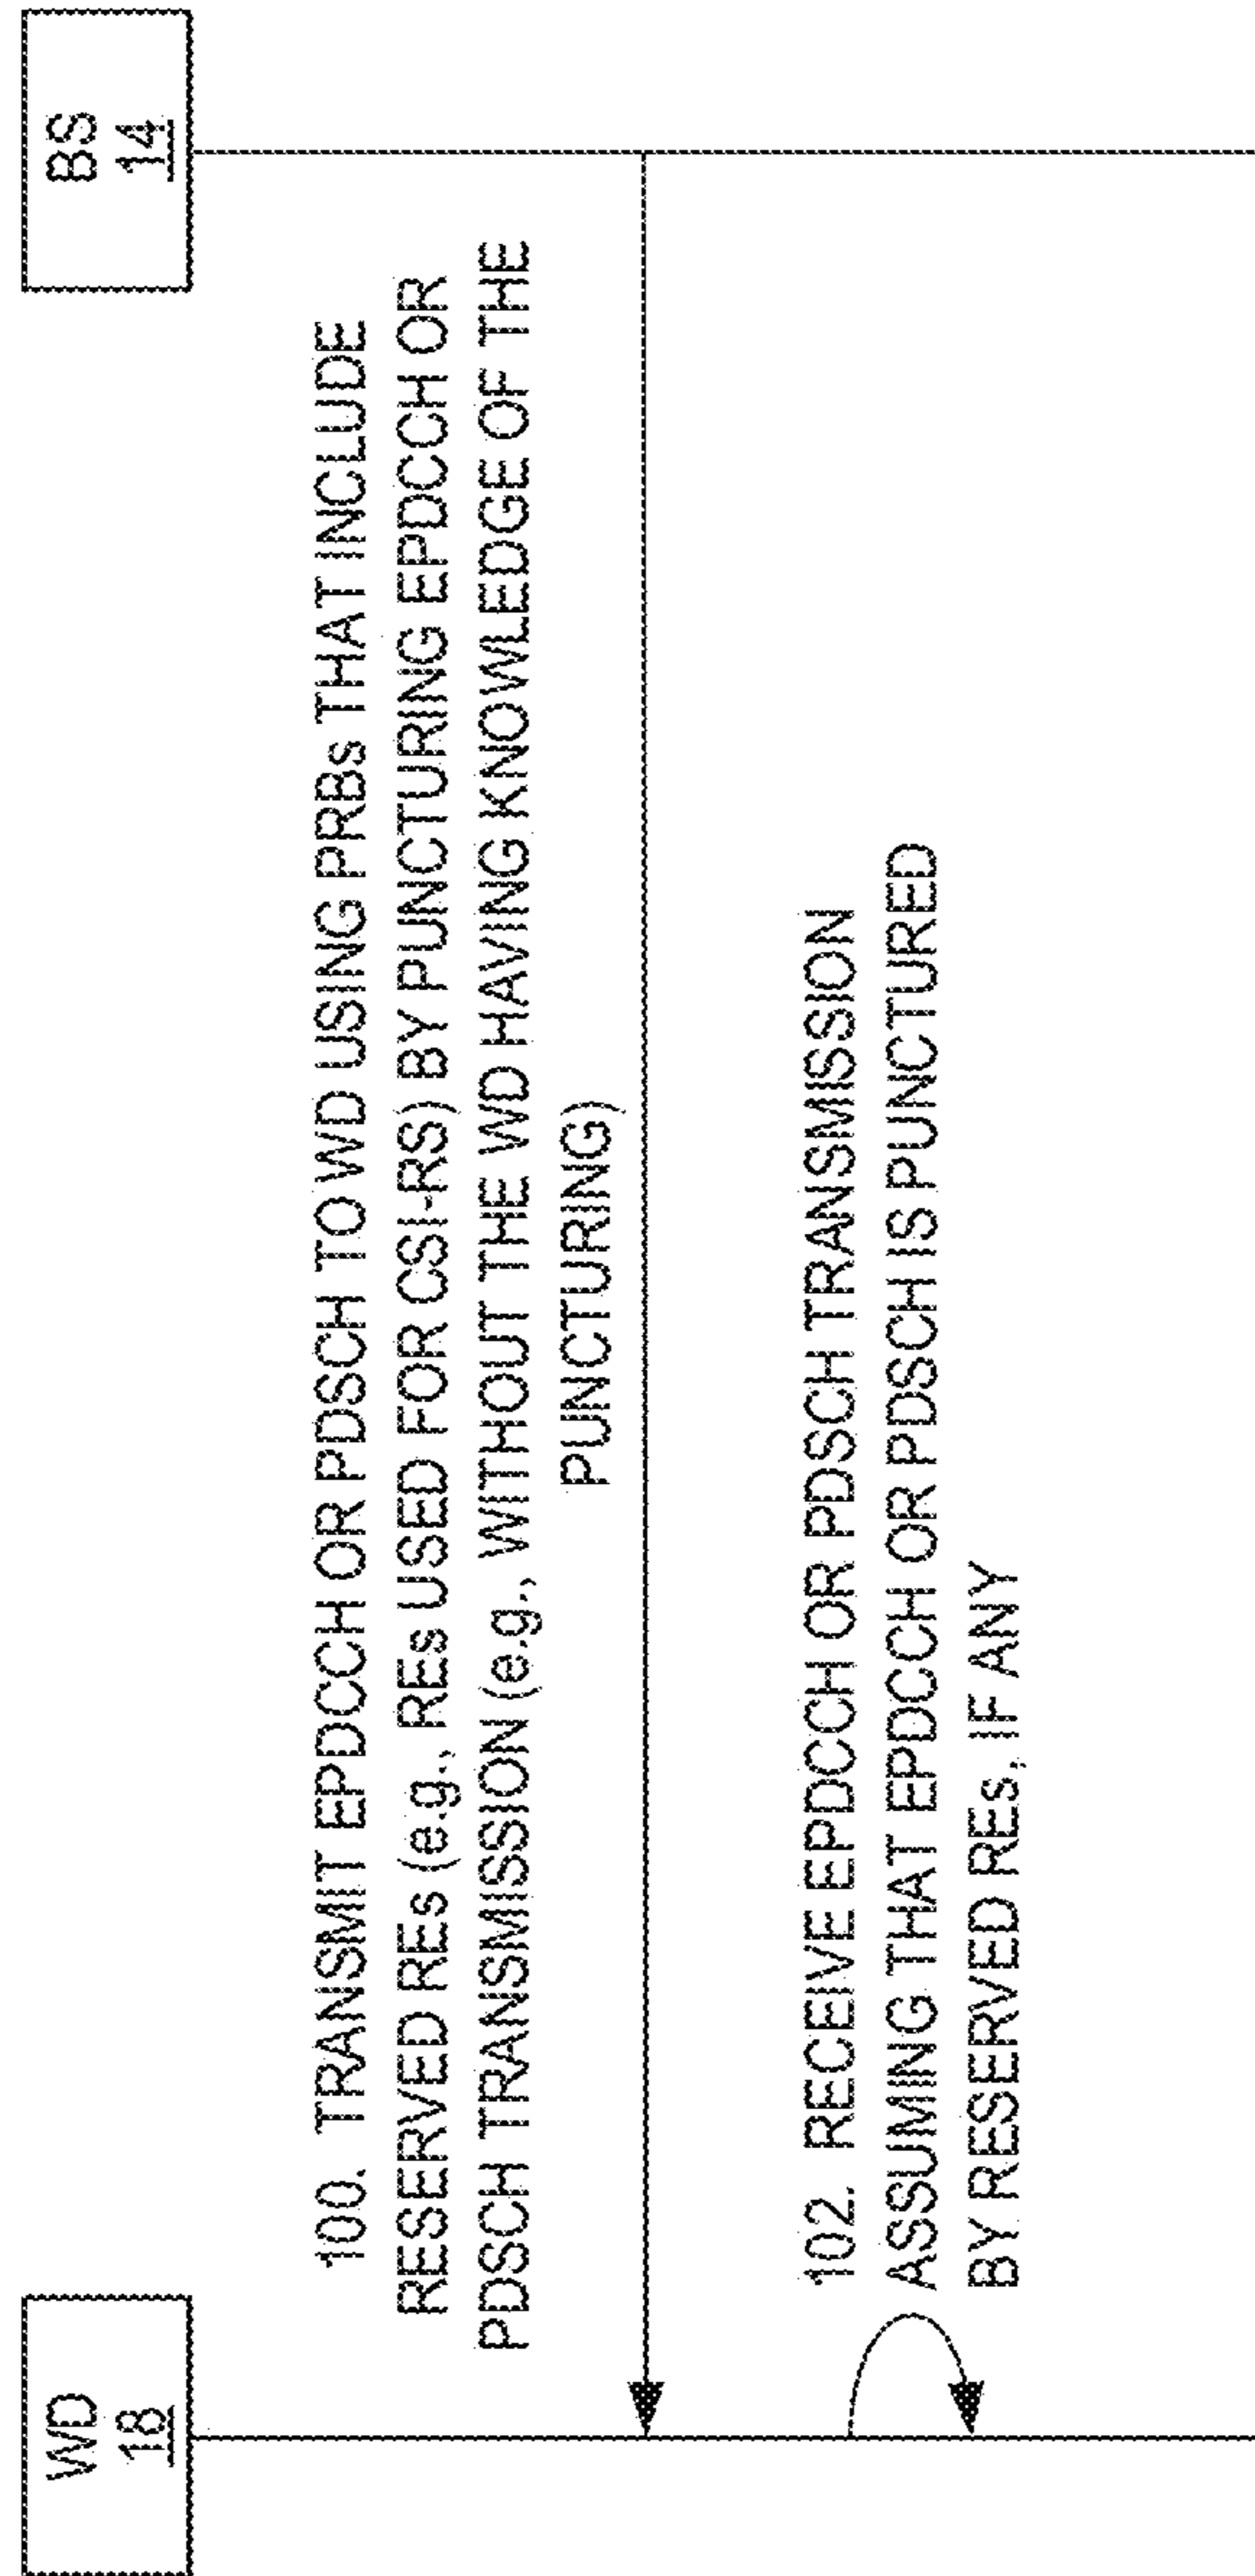 WD
18
BS
14
100. TRANSMIT EPDCCH OR PDSCH TO WD USING PRBs THAT INCLUDE
RESERVED REs (e.g., REs USED FOR CSI-RS) BY PUNCTURING EPDCCH OR
PDSCH TRANSMISSION (e.g., WITHOUT THE WD HAVING KNOWLEDGE OF THE
PUNCTURING)
102. RECEIVE EPDCCH OR PDSCH TRANSMISSION
ASSUMING THAT EPDCCH OR PDSCH IS PUNCTURED
BY RESERVED REs, IF ANY